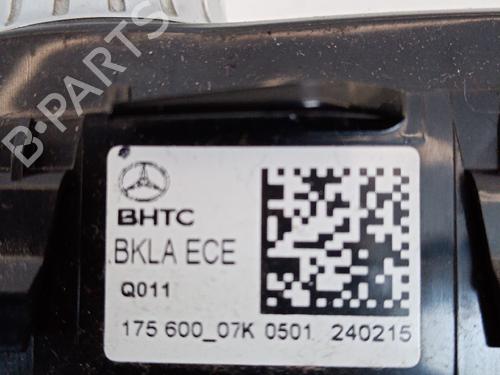 B·PARTS
BHTC
.BKLA ECE
Q011
175 600_07K 0501 240215